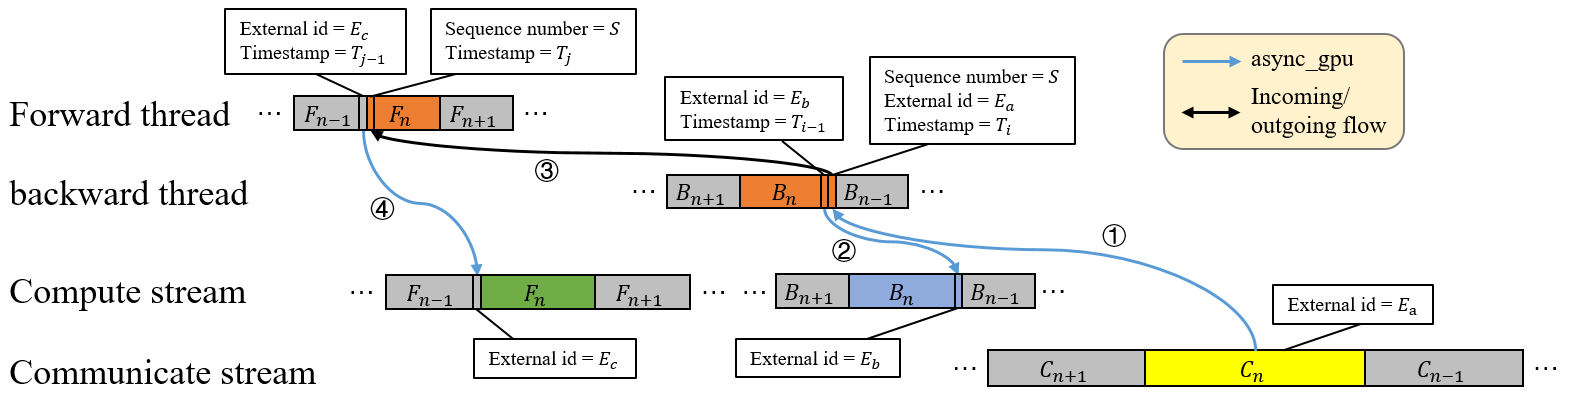 External id = E_c
Timestamp = T_{j−1}
Sequence number = S
Timestamp = T_j
External id = E_b
Timestamp = T_{i−1}
Sequence number = S
External id = E_a
Timestamp = T_i
async_gpu
Incoming/
outgoing flow
Forward thread ··· F_{n−1} F_n F_{n+1} ···
③
backward thread ··· B_{n+1} B_n B_{n−1} ···
④
②
①
Compute stream ··· F_{n−1} F_n F_{n+1} ··· ··· B_{n+1} B_n B_{n−1} ···
External id = E_a
External id = E_c
External id = E_b
Communicate stream ··· C_{n+1} C_n C_{n−1} ···